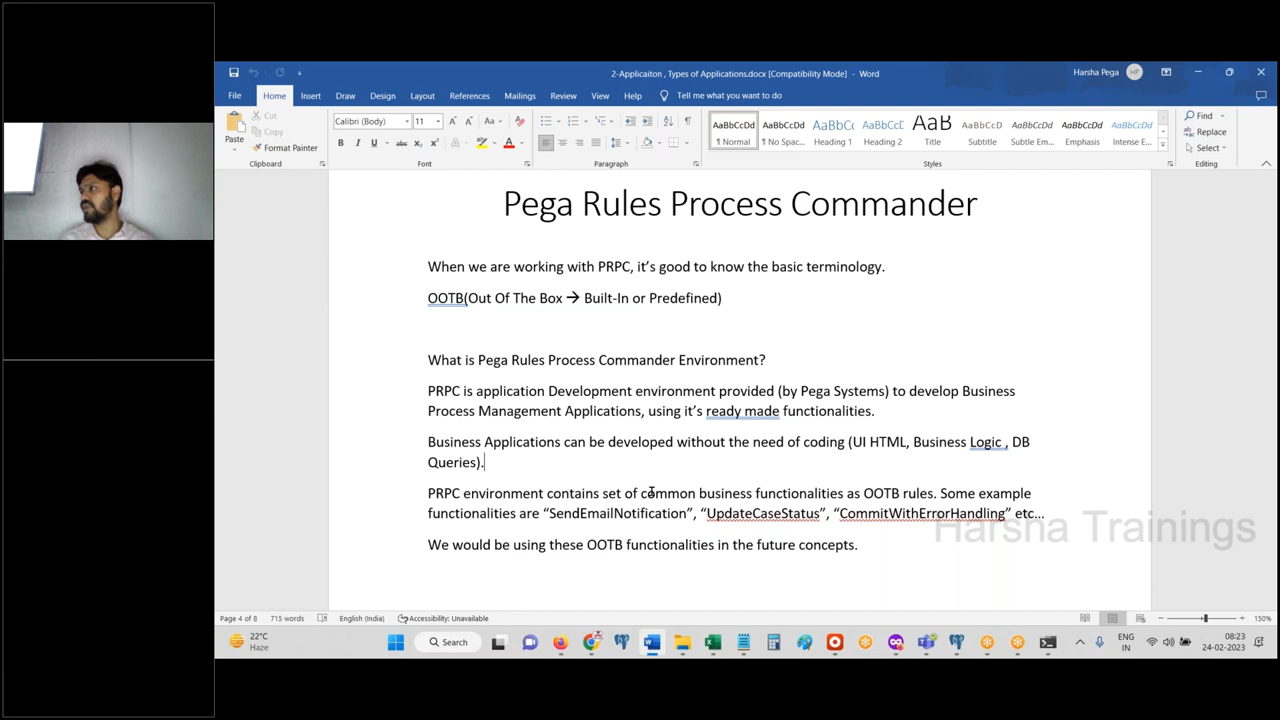 2-Applicaiton , Types of Applications.docx [Compatibility Mode] - Word
Harsha Pega
HP
File Home Insert Draw Design Layout References Mailings Review View Help Tell me what you want to do
Paste
Cut
Copy
Format Painter
Clipboard
Calibri (Body) 11
Font
Paragraph
AaBbCcDd AaBbCcDd AaBbCc AaBbCcD AaB AaBbCcD AaBbCcDd AaBbCcDd AaBbCcDd
¶ Normal ¶ No Spac... Heading 1 Heading 2 Title Subtitle Subtle Em... Emphasis Intense E...
Styles
Find
Replace
Select
Editing
Pega Rules Process Commander
When we are working with PRPC, it’s good to know the basic terminology.
OOTB(Out Of The Box → Built-In or Predefined)
What is Pega Rules Process Commander Environment?
PRPC is application Development environment provided (by Pega Systems) to develop Business
Process Management Applications, using it’s ready made functionalities.
Business Applications can be developed without the need of coding (UI HTML, Business Logic , DB
Queries).
PRPC environment contains set of common business functionalities as OOTB rules. Some example
functionalities are “SendEmailNotification”, “UpdateCaseStatus”, “CommitWithErrorHandling” etc...
Harsha Trainings
We would be using these OOTB functionalities in the future concepts.
Page 4 of 8 715 words English (India) Accessibility: Unavailable 150%
22°C
Haze
Search
ENG
IN
08:23
24-02-2023